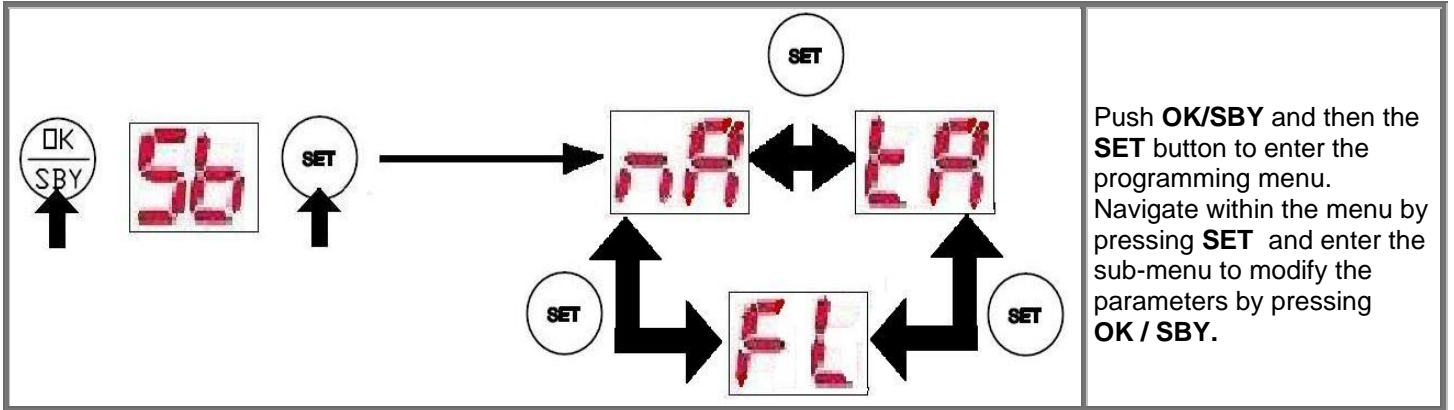 SET
OK
SBY
Sb
SET
nA
tA
SET
FL
SET
Push OK/SBY and then the
SET button to enter the
programming menu.
Navigate within the menu by
pressing SET and enter the
sub-menu to modify the
parameters by pressing
OK / SBY.